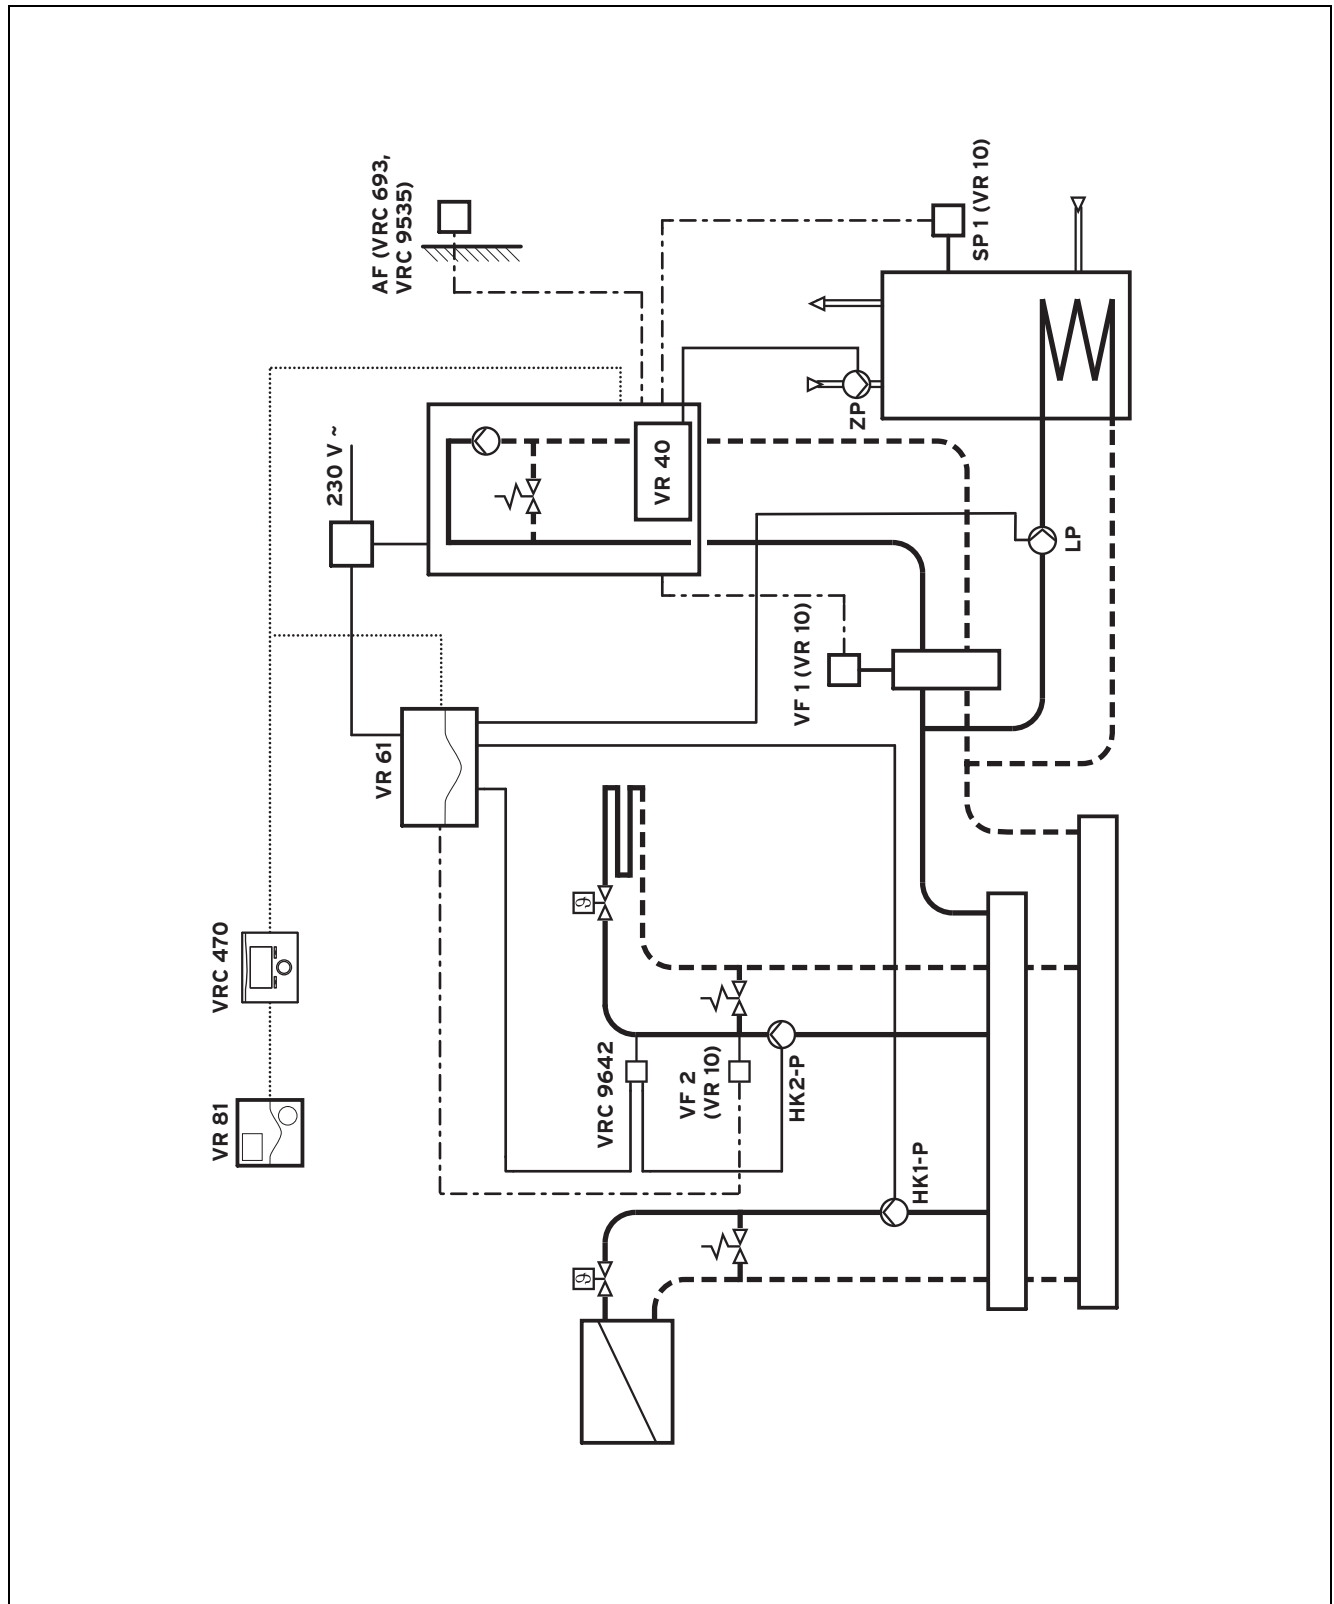 AF (VRC 693,
VRC 9535)
SP 1 (VR 10)
230 V ~
VR 40
ZP
LP
VF 1 (VR 10)
VR 61
VRC 470
VR 81
VRC 9642
VF 2
(VR 10)
HK2-P
HK1-P